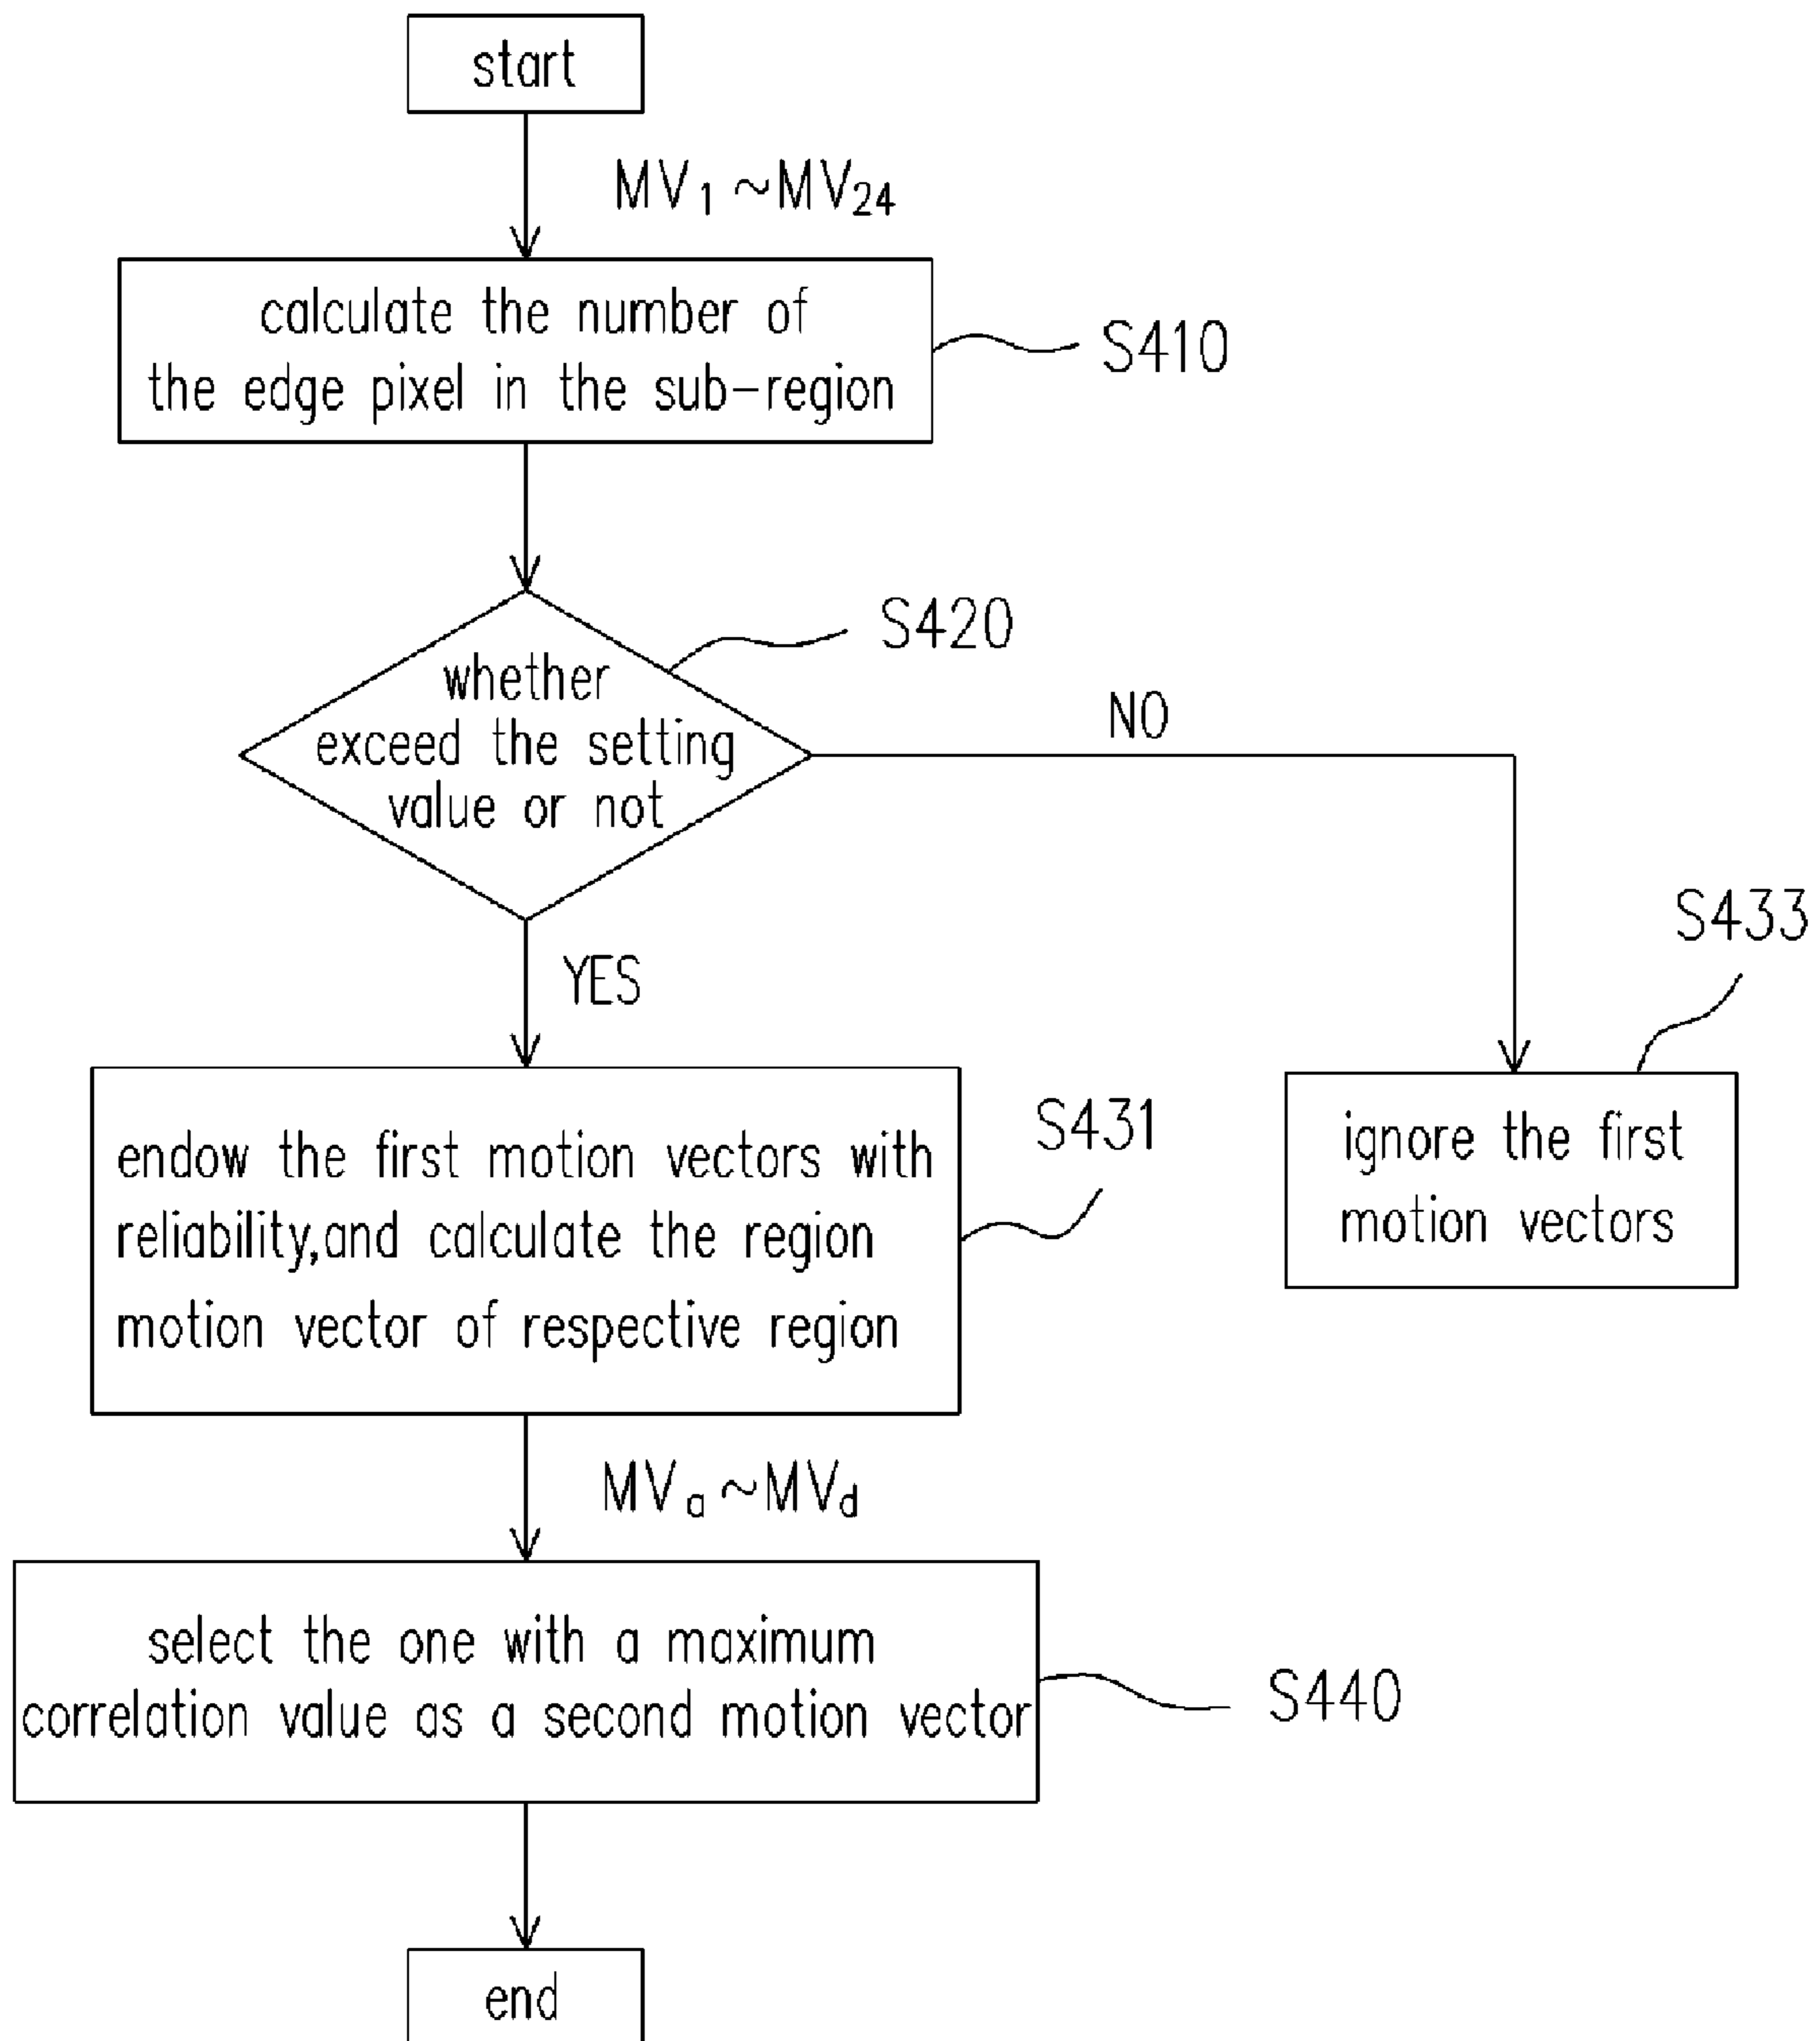 start
MV1 ~MV24
calculate the number of
the edge pixel in the sub-region
S410
S420
whether
exceed the setting
value or not
NO
YES
S433
endow the first motion vectors with
reliability,and calculate the region
motion vector of respective region
S431
ignore the first
motion vectors
MVa ~MVd
select the one with a maximum
correlation value as a second motion vector
S440
end